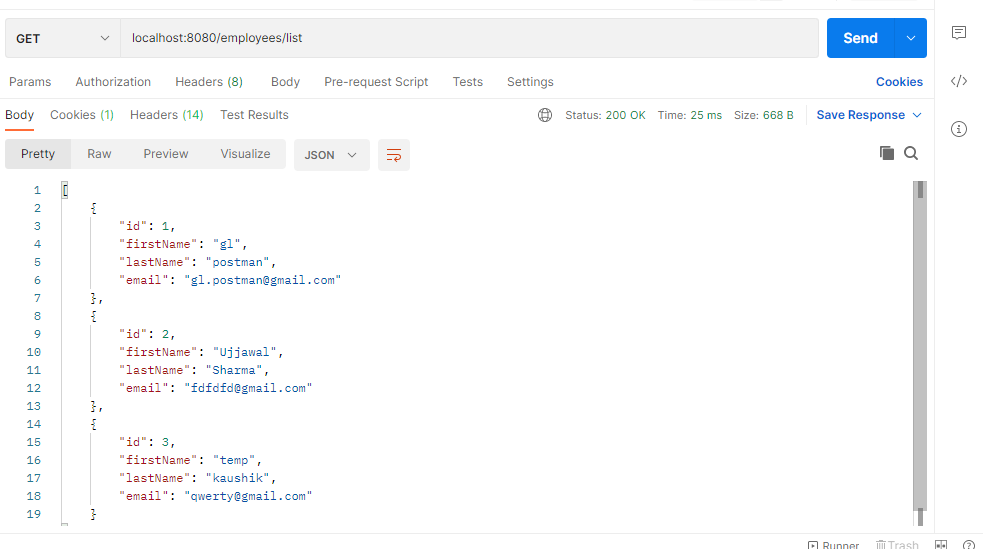 GET localhost:8080/employees/list Send
Params Authorization Headers (8) Body Pre-request Script Tests Settings Cookies
Body Cookies (1) Headers (14) Test Results Status: 200 OK Time: 25 ms Size: 668 B Save Response
Pretty Raw Preview Visualize JSON
1 [
2 {
3 "id": 1,
4 "firstName": "gl",
5 "lastName": "postman",
6 "email": "gl.postman@gmail.com"
7 },
8 {
9 "id": 2,
10 "firstName": "Ujjawal",
11 "lastName": "Sharma",
12 "email": "fdfdfd@gmail.com"
13 },
14 {
15 "id": 3,
16 "firstName": "temp",
17 "lastName": "kaushik",
18 "email": "qwerty@gmail.com"
19 }
Runner Trash